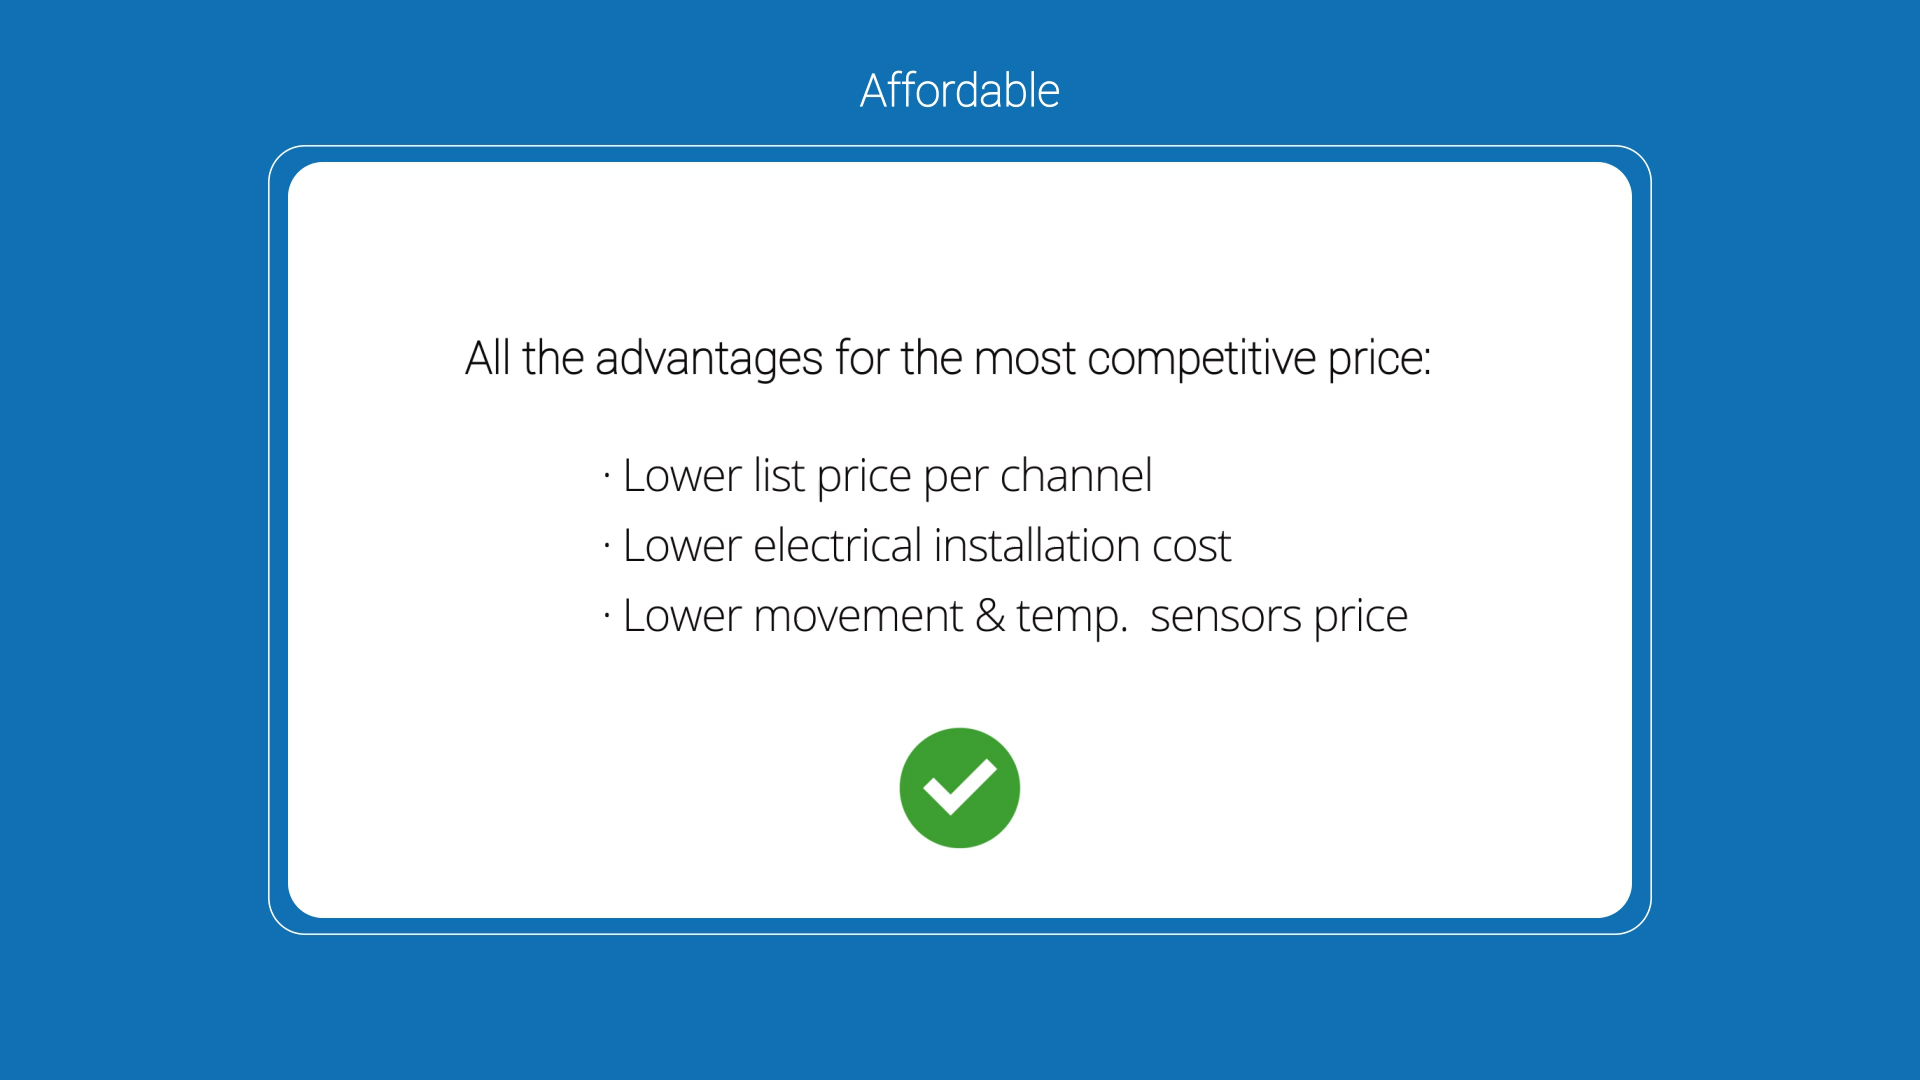 Affordable
All the advantages for the most competitive price:
· Lower list price per channel
· Lower electrical installation cost
· Lower movement & temp.  sensors price